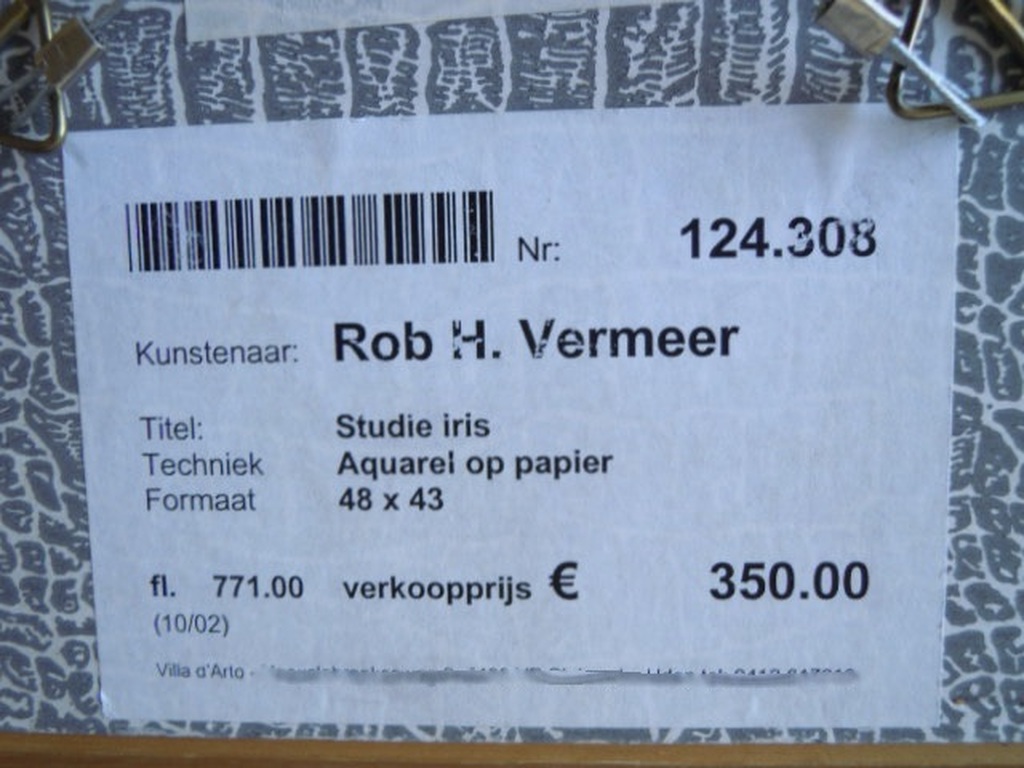 Nr: 124.308
Kunstenaar: Rob H. Vermeer
Titel: Studie iris
Techniek Aquarel op papier
Formaat 48 x 43
fl. 771.00 verkoopprijs € 350.00
(10/02)
Villa d'Arto -